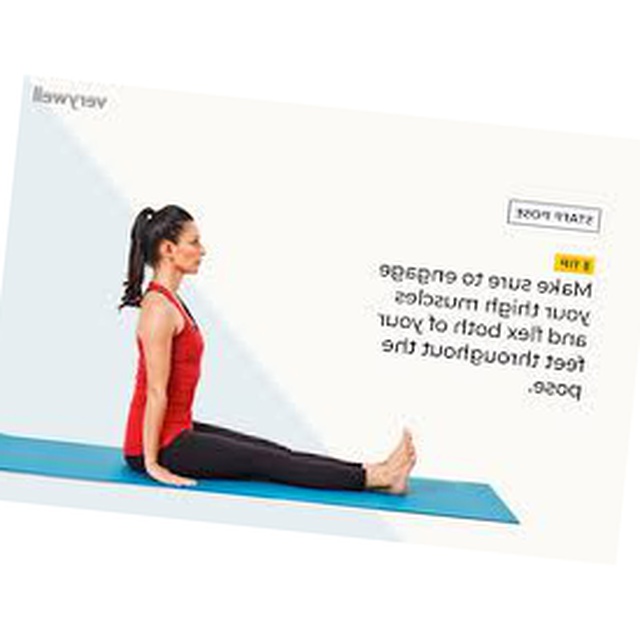 verywell
STAFF POSE
3 TIP
Make sure to engage
your thigh muscles
and flex both of your
feet throughout the
pose.